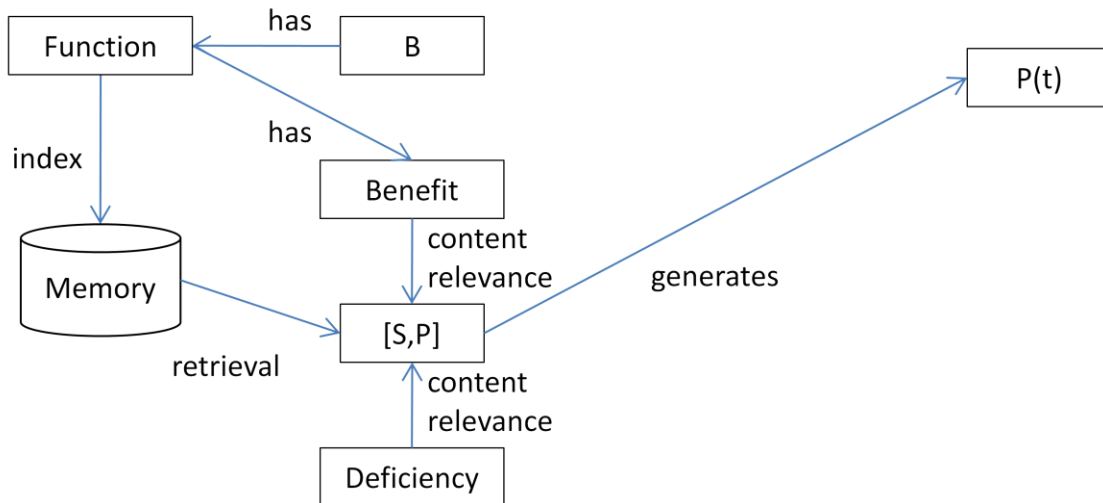 has
Function
B
P(t)
has
index
Benefit
content
relevance
Memory
generates
[S,P]
retrieval
content
relevance
Deficiency